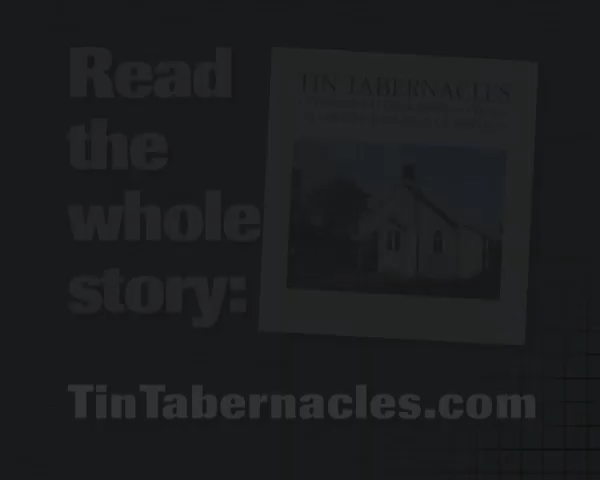 Read
the
whole
story:
TIN TABERNACLES
TinTabernacles.com